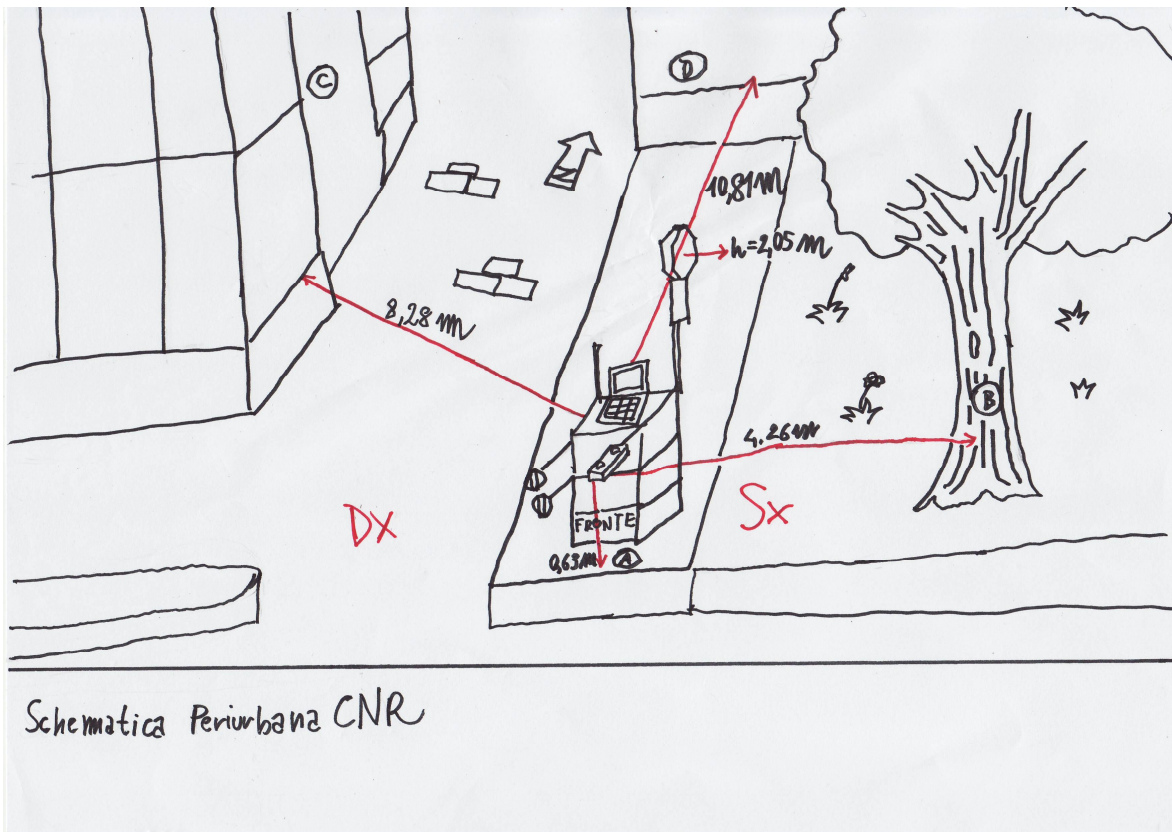 C
D
N
10,81 m
h=2,05 m
8,28 m
B
4.26 m
DX
Sx
FRONTE
0,63 m
A
Schematica Periurbana CNR